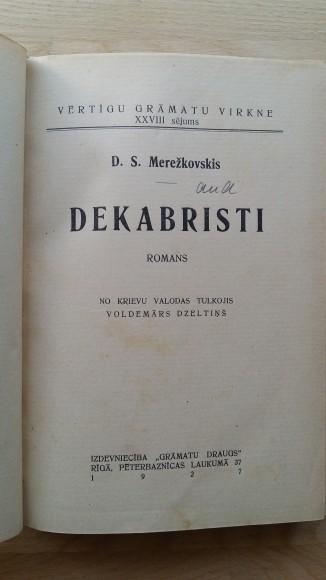 VĒRTĪGU GRĀMATU VIRKNE
XXVIII sējums
D. S. Merežkovskis
DEKABRISTI
ROMANS
NO KRIEVU VALODAS TULKOJIS
VOLDEMĀRS DZELTIŅŠ
IZDEVNIECĪBA „GRĀMATU DRAUGS"
RĪGĀ, PĒTERBAZNĪCAS LAUKUMĀ 37
1 9 2 7